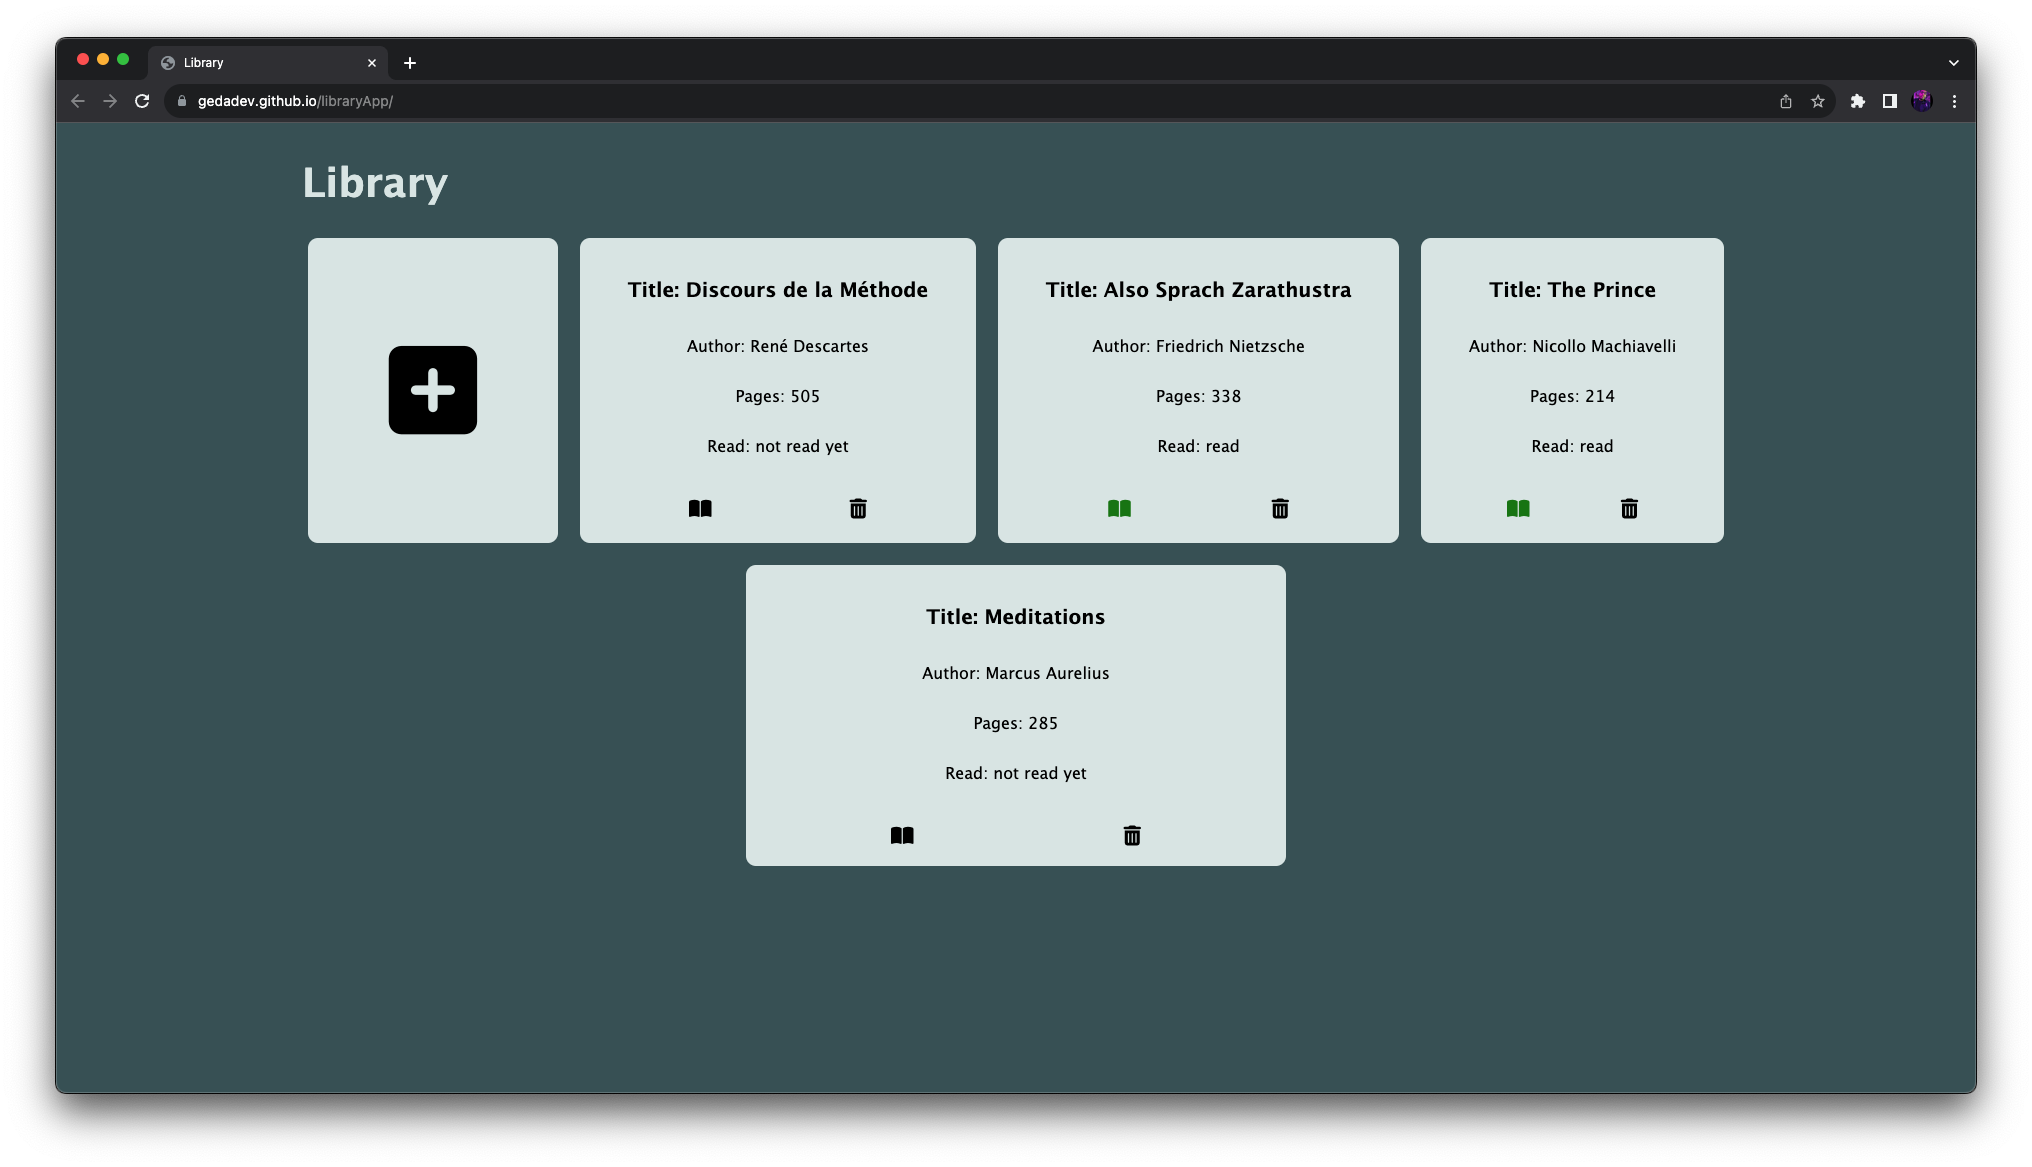 Library
gedadev.github.io/libraryApp/
Library
Title: Discours de la Méthode
Author: René Descartes
Pages: 505
Read: not read yet
Title: Also Sprach Zarathustra
Author: Friedrich Nietzsche
Pages: 338
Read: read
Title: The Prince
Author: Nicollo Machiavelli
Pages: 214
Read: read
Title: Meditations
Author: Marcus Aurelius
Pages: 285
Read: not read yet